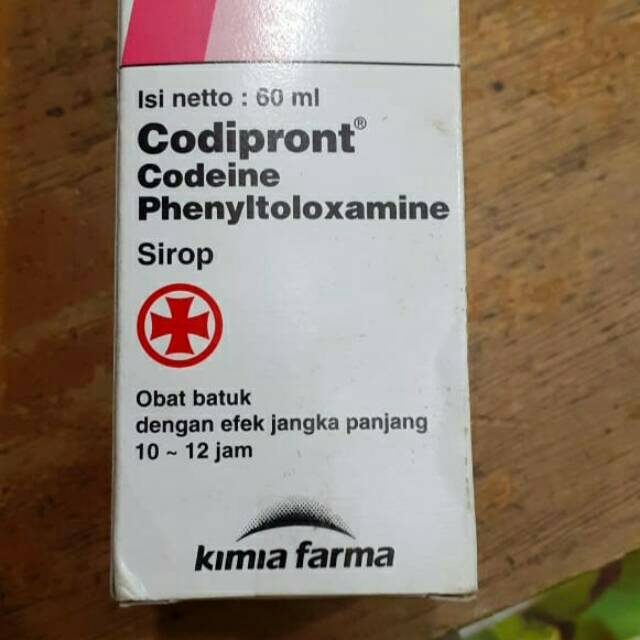 Isi netto : 60 ml
Codipront®
Codeine
Phenyltoloxamine
Sirop
Obat batuk
dengan efek jangka panjang
10 ~ 12 jam
kimia farma